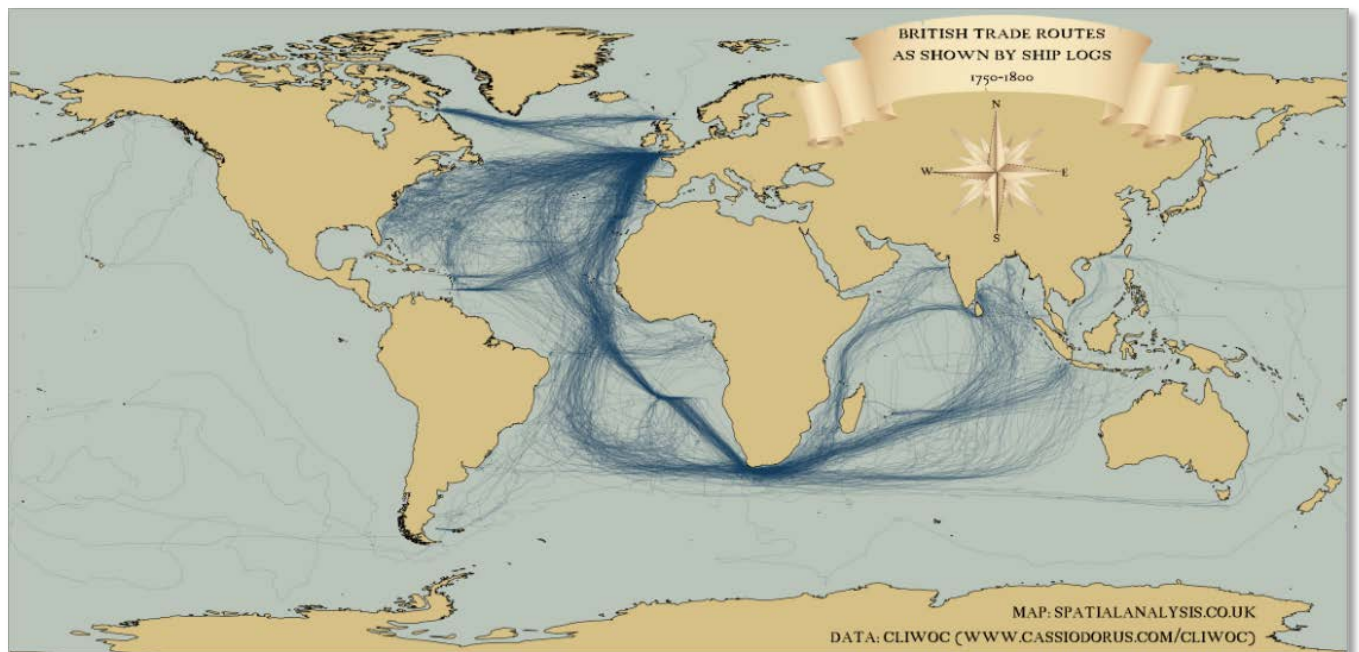 BRITISH TRADE ROUTES
AS SHOWN BY SHIP LOGS
1750-1800
N
W
E
S
MAP: SPATIALANALYSIS.CO.UK
DATA: CLIWOC (WWW.CASSIODORUS.COM/CLIWOC)